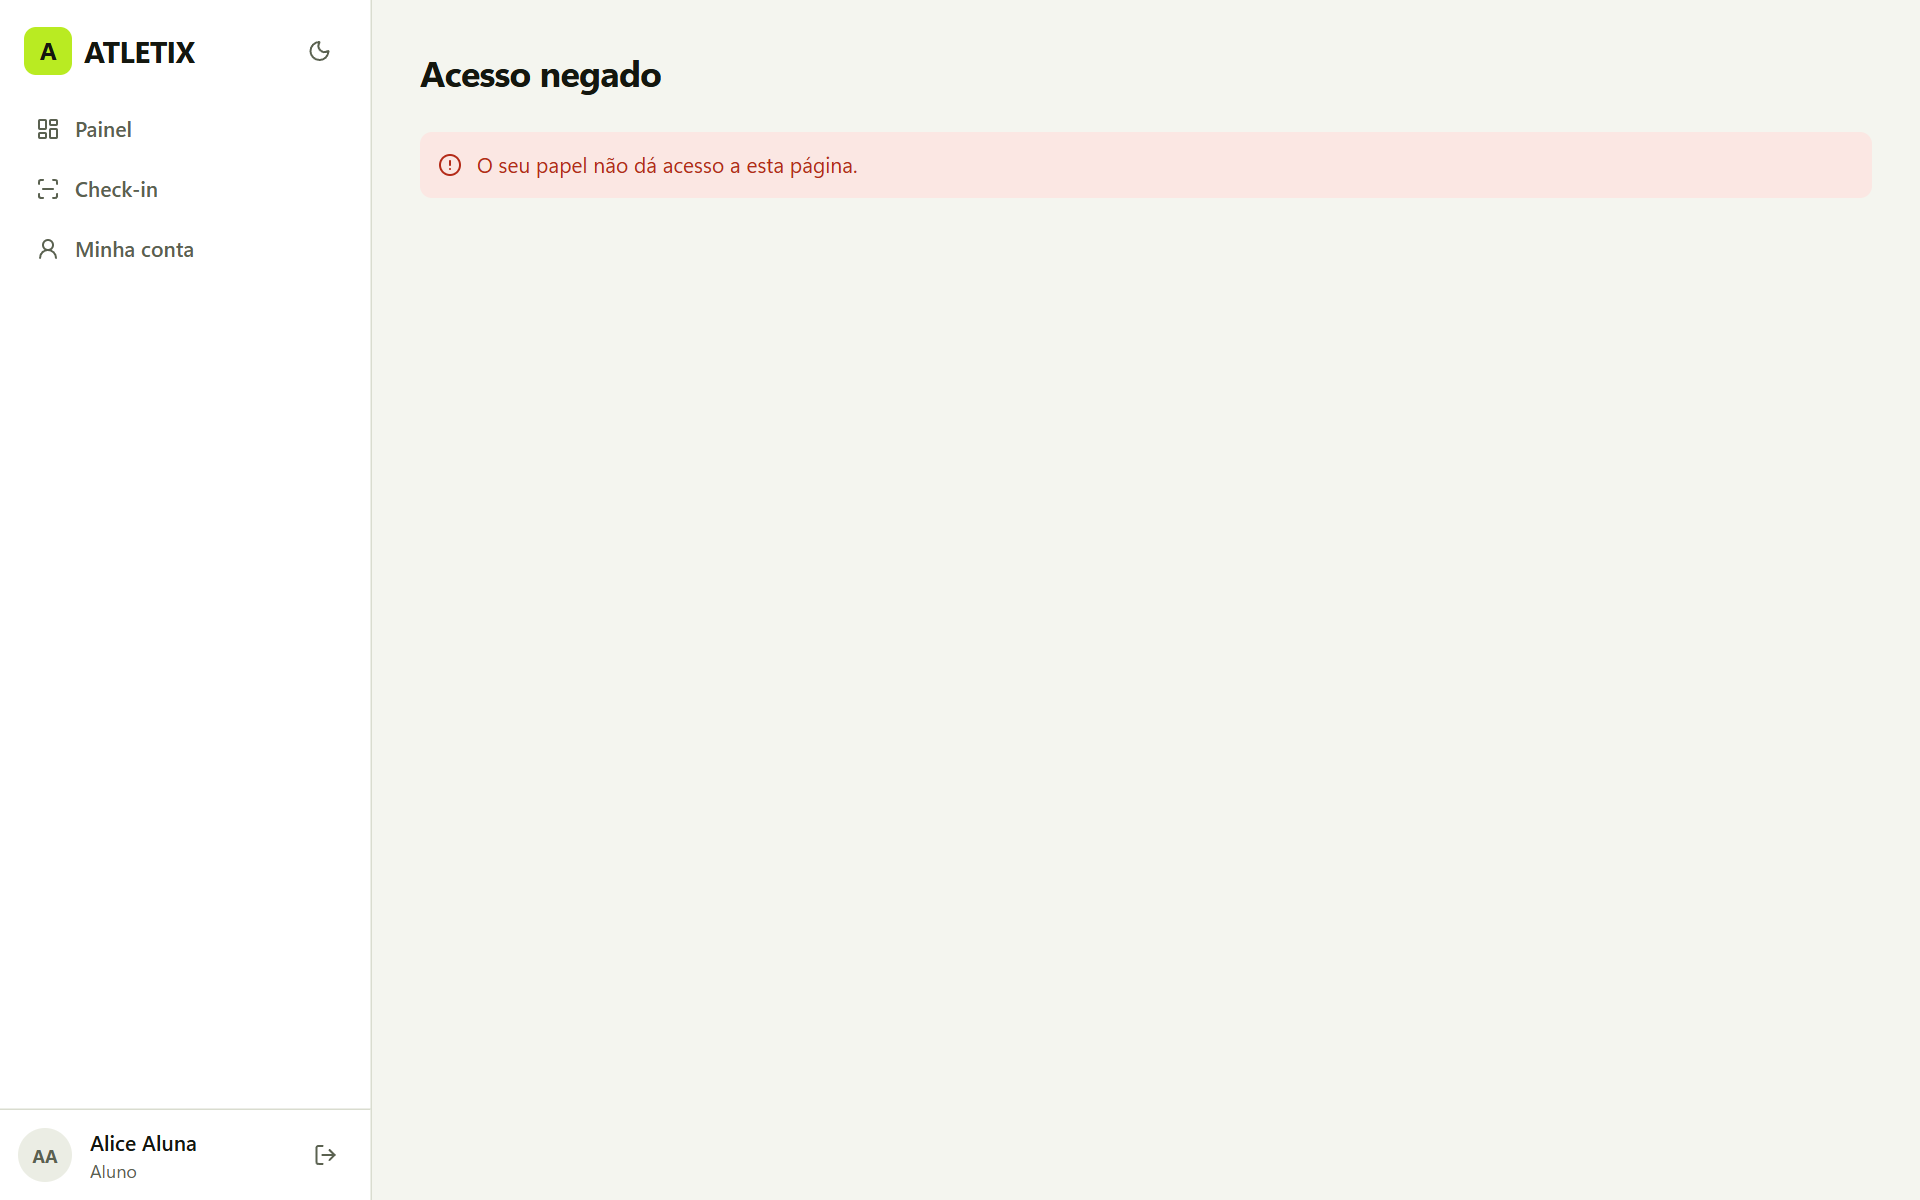 A ATLETIX
Painel
Check-in
Minha conta
Acesso negado
O seu papel não dá acesso a esta página.
AA
Alice Aluna
Aluno